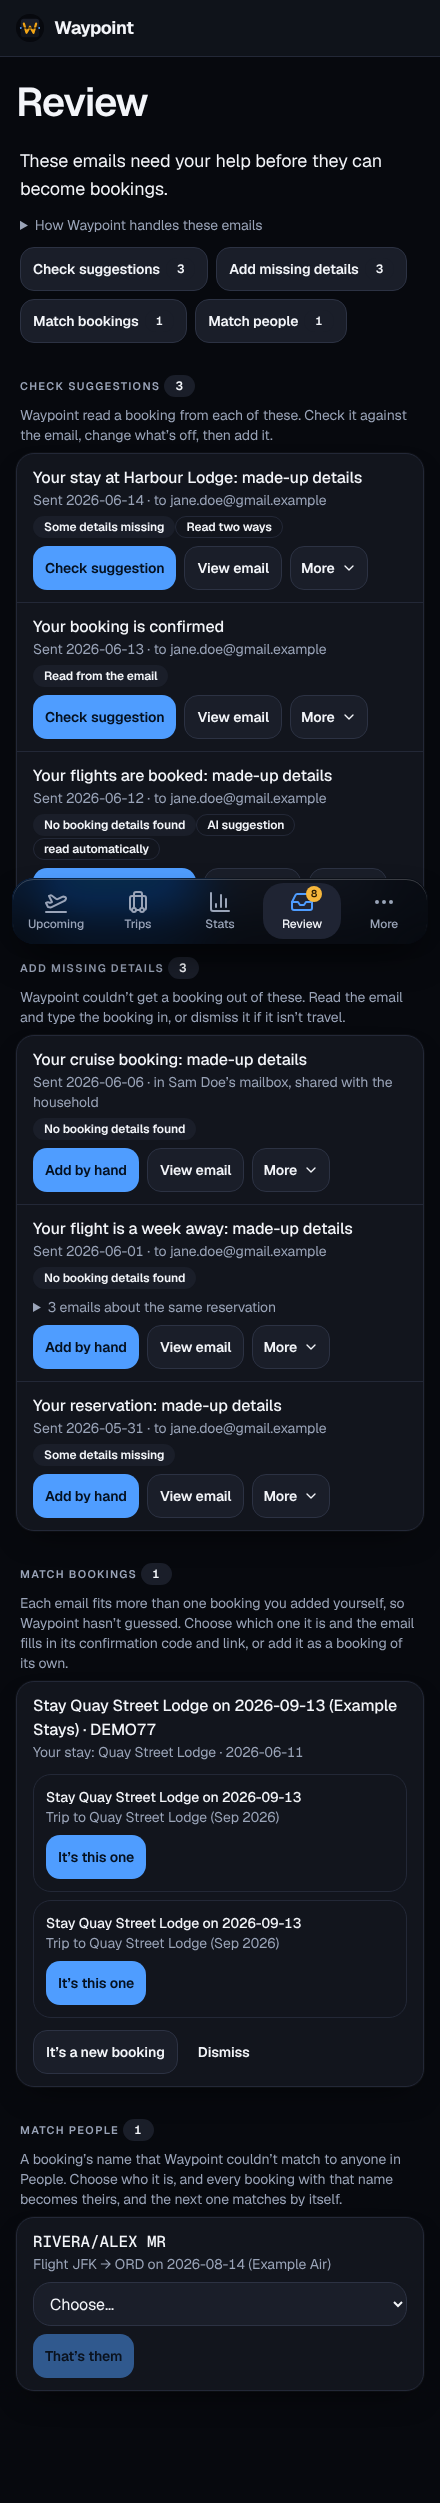 Waypoint
Review
These emails need your help before they can
become bookings.
▶ How Waypoint handles these emails
Check suggestions 3
Add missing details 3
Match bookings 1
Match people 1
CHECK SUGGESTIONS 3
Waypoint read a booking from each of these. Check it against
the email, change what's off, then add it.
Your stay at Harbour Lodge: made-up details
Sent 2026-06-14 · to jane.doe@gmail.example
Some details missing Read two ways
Check suggestion View email More
Your booking is confirmed
Sent 2026-06-13 · to jane.doe@gmail.example
Read from the email
Check suggestion View email More
Your flights are booked: made-up details
Sent 2026-06-12 · to jane.doe@gmail.example
No booking details found AI suggestion
read automatically
8
Upcoming Trips Stats Review More
ADD MISSING DETAILS 3
Waypoint couldn't get a booking out of these. Read the email
and type the booking in, or dismiss it if it isn't travel.
Your cruise booking: made-up details
Sent 2026-06-06 · in Sam Doe's mailbox, shared with the
household
No booking details found
Add by hand View email More
Your flight is a week away: made-up details
Sent 2026-06-01 · to jane.doe@gmail.example
No booking details found
▶ 3 emails about the same reservation
Add by hand View email More
Your reservation: made-up details
Sent 2026-05-31 · to jane.doe@gmail.example
Some details missing
Add by hand View email More
MATCH BOOKINGS 1
Each email fits more than one booking you added yourself, so
Waypoint hasn't guessed. Choose which one it is and the email
fills in its confirmation code and link, or add it as a booking of
its own.
Stay Quay Street Lodge on 2026-09-13 (Example
Stays) · DEMO77
Your stay: Quay Street Lodge · 2026-06-11
Stay Quay Street Lodge on 2026-09-13
Trip to Quay Street Lodge (Sep 2026)
It's this one
Stay Quay Street Lodge on 2026-09-13
Trip to Quay Street Lodge (Sep 2026)
It's this one
It's a new booking Dismiss
MATCH PEOPLE 1
A booking's name that Waypoint couldn't match to anyone in
People. Choose who it is, and every booking with that name
becomes theirs, and the next one matches by itself.
RIVERA/ALEX MR
Flight JFK → ORD on 2026-08-14 (Example Air)
Choose...
That's them